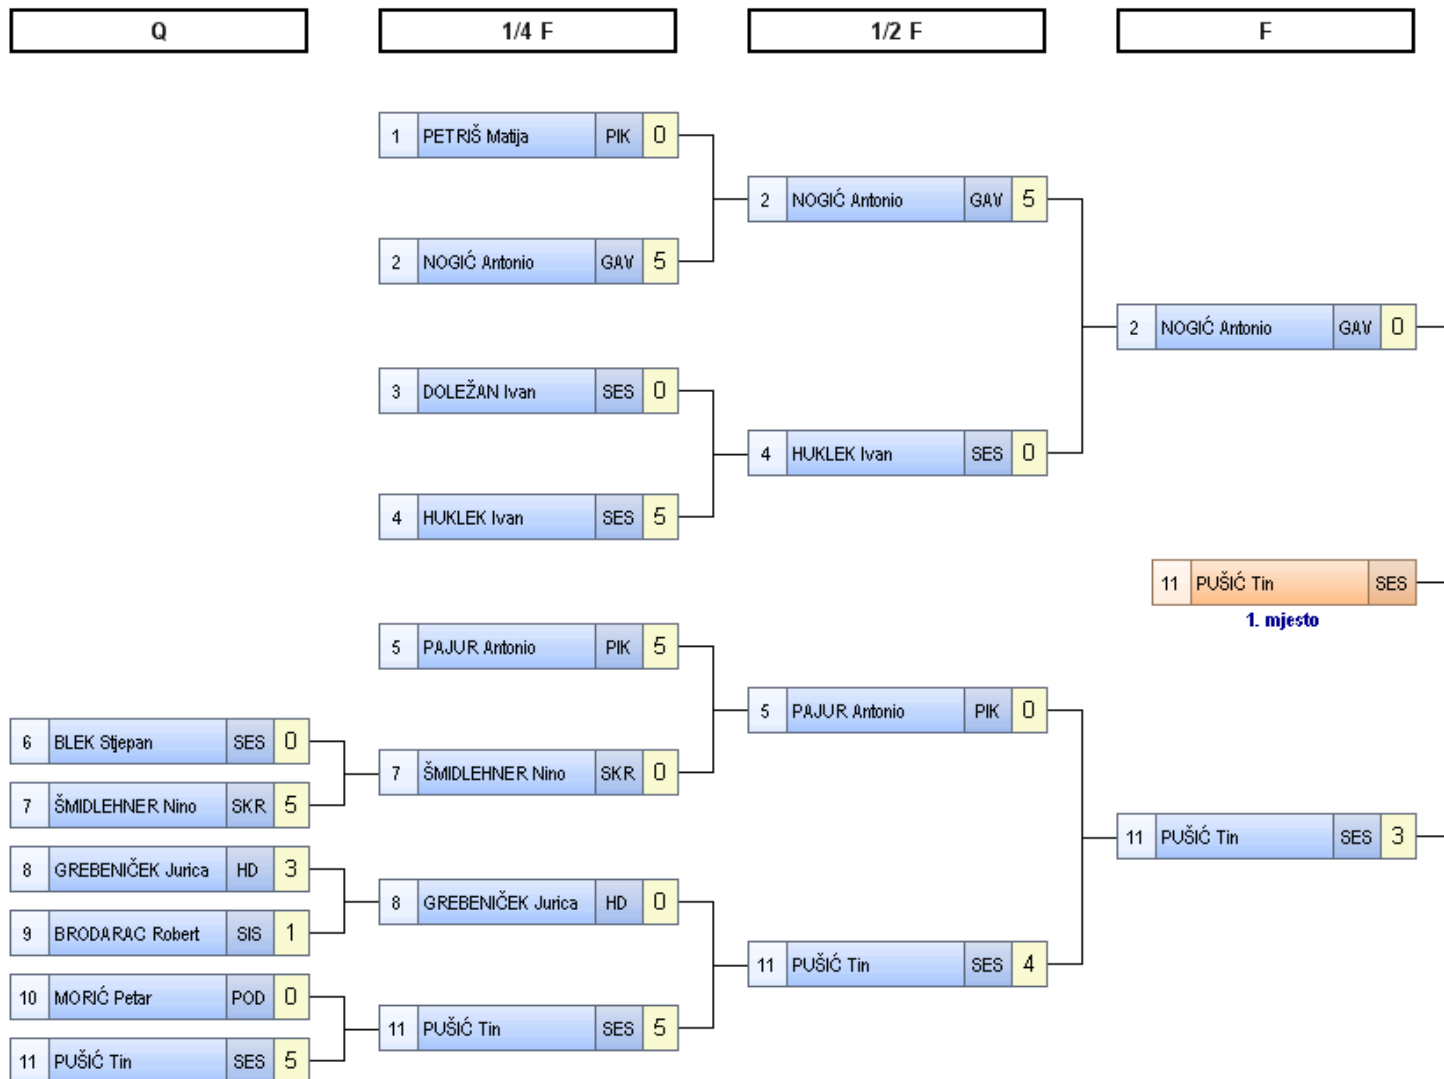 Q 1/4 F 1/2 F F
1 PETRIŠ Matija PIK 0
2 NOGIĆ Antonio GAV 5
2 NOGIĆ Antonio GAV 5
2 NOGIĆ Antonio GAV 0
3 DOLEŽAN Ivan SES 0
4 HUKLEK Ivan SES 0
4 HUKLEK Ivan SES 5
11 PUŠIĆ Tin SES
1. mjesto
5 PAJUR Antonio PIK 5
5 PAJUR Antonio PIK 0
6 BLEK Stjepan SES 0
7 ŠMIDLEHNER Nino SKR 0
7 ŠMIDLEHNER Nino SKR 5
11 PUŠIĆ Tin SES 3
8 GREBENIČEK Jurica HD 3
8 GREBENIČEK Jurica HD 0
9 BRODARAC Robert SIS 1
11 PUŠIĆ Tin SES 4
10 MORIĆ Petar POD 0
11 PUŠIĆ Tin SES 5
11 PUŠIĆ Tin SES 5